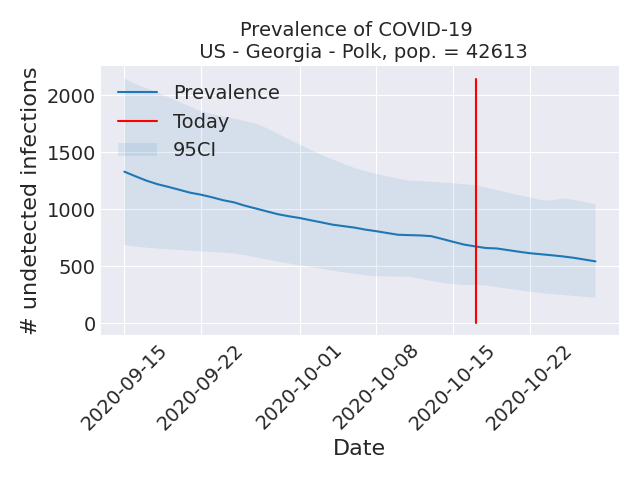 Prevalence of COVID-19
US - Georgia - Polk, pop. = 42613
# undetected infections
2000
1500
1000
500
0
Prevalence
Today
95CI
2020-09-15
2020-09-22
2020-10-01
2020-10-08
2020-10-15
2020-10-22
Date